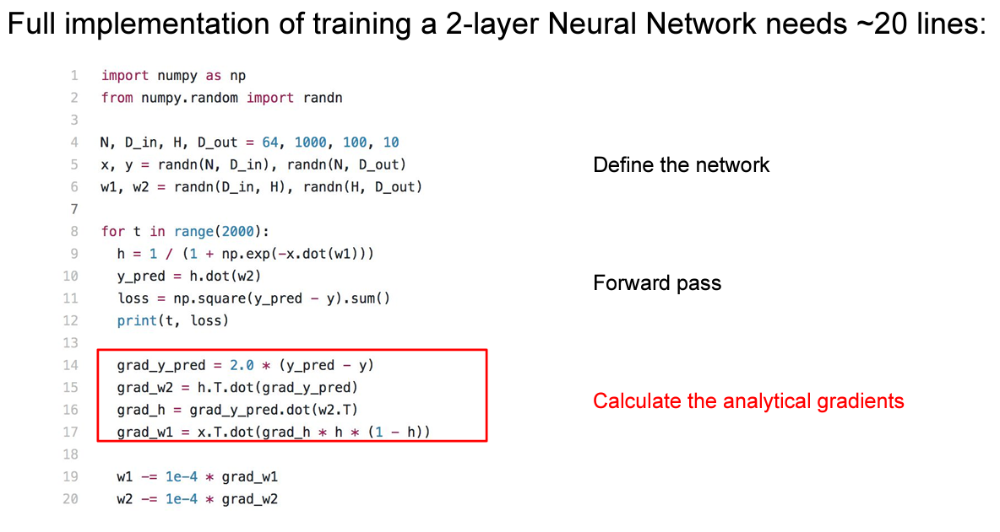 Full implementation of training a 2-layer Neural Network needs ~20 lines:
1 import numpy as np
2 from numpy.random import randn
3
4 N, D_in, H, D_out = 64, 1000, 100, 10
5 x, y = randn(N, D_in), randn(N, D_out)
Define the network
6 w1, w2 = randn(D_in, H), randn(H, D_out)
7
8 for t in range(2000):
9   h = 1 / (1 + np.exp(-x.dot(w1)))
10   y_pred = h.dot(w2)
Forward pass
11   loss = np.square(y_pred - y).sum()
12   print(t, loss)
13
14   grad_y_pred = 2.0 * (y_pred - y)
15   grad_w2 = h.T.dot(grad_y_pred)
Calculate the analytical gradients
16   grad_h = grad_y_pred.dot(w2.T)
17   grad_w1 = x.T.dot(grad_h * h * (1 - h))
18
19   w1 -= 1e-4 * grad_w1
20   w2 -= 1e-4 * grad_w2